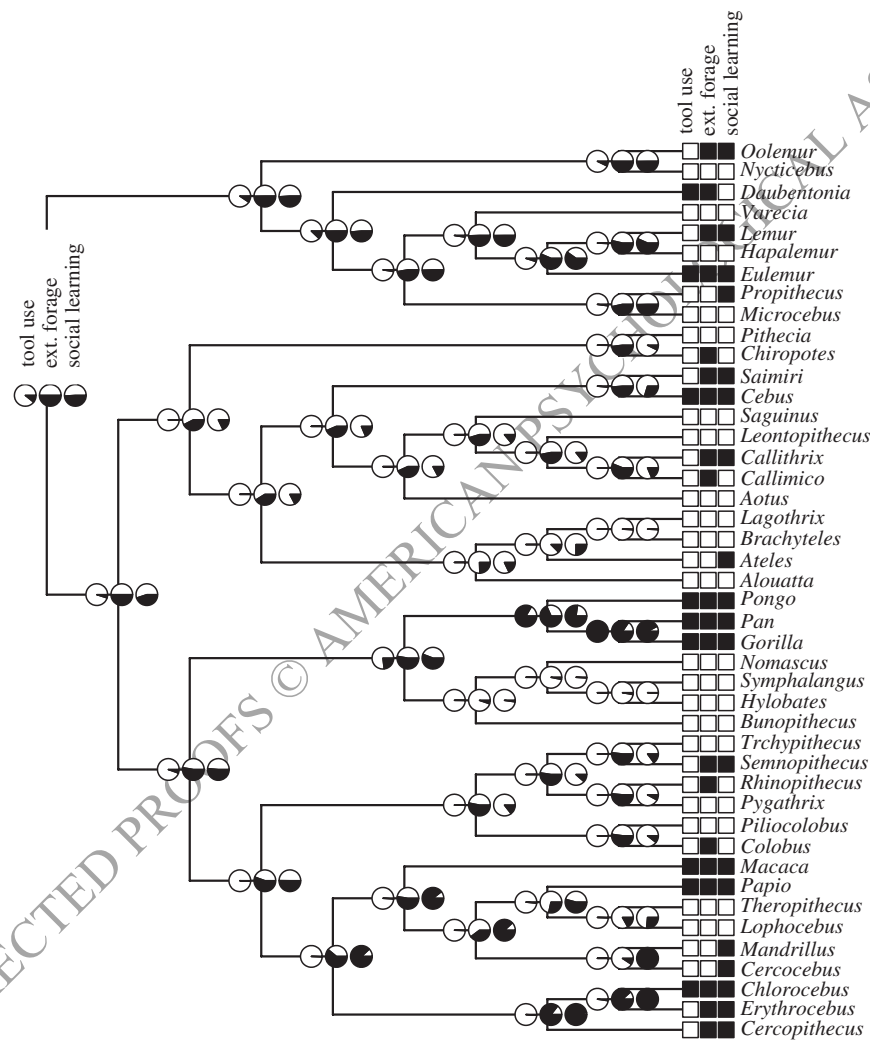 tool use
ext. forage
social learning
Oolemur
Nycticebus
Daubentonia
Varecia
Lemur
Hapalemur
Eulemur
Propithecus
Microcebus
tool use
ext. forage
social learning
Pithecia
Chiropotes
Saimiri
Cebus
Saguinus
Leontopithecus
Callithrix
Callimico
Aotus
Lagothrix
Brachyteles
Ateles
Alouatta
Pongo
Pan
Gorilla
Nomascus
Symphalangus
Hylobates
Bunopithecus
Trchypithecus
Semnopithecus
Rhinopithecus
Pygathrix
Piliocolobus
Colobus
Macaca
Papio
Theropithecus
Lophocebus
Mandrillus
Cercocebus
Chlorocebus
Erythrocebus
Cercopithecus
ECTED PROOFS © AMERICAN PSYCHOLOGICAL AS